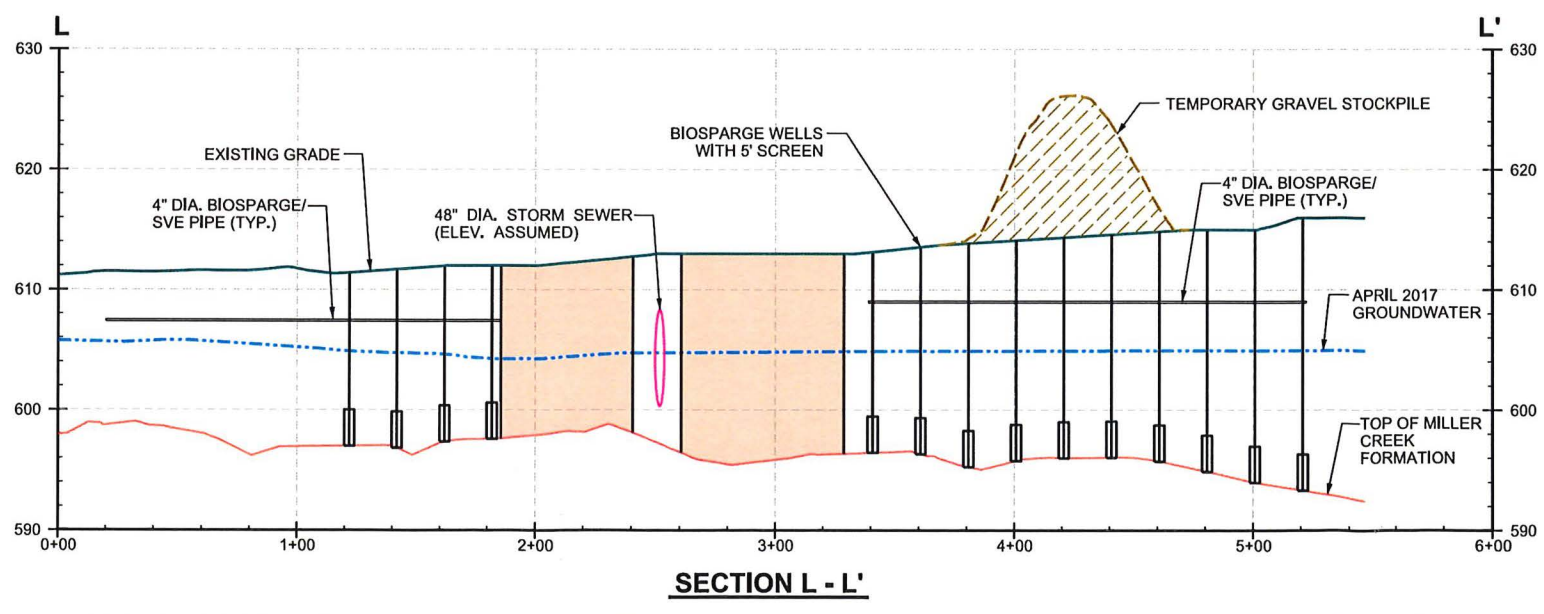 L
L'
630
630
TEMPORARY GRAVEL STOCKPILE
BIOSPARGE WELLS
WITH 5' SCREEN
EXISTING GRADE
620
620
4" DIA. BIOSPARGE/
SVE PIPE (TYP.)
4" DIA. BIOSPARGE/
SVE PIPE (TYP.)
48" DIA. STORM SEWER
(ELEV. ASSUMED)
610
610
APRIL 2017
GROUNDWATER
600
600
TOP OF MILLER
CREEK
FORMATION
590
590
0+00
1+00
2+00
3+00
4+00
5+00
6+00
SECTION L - L'